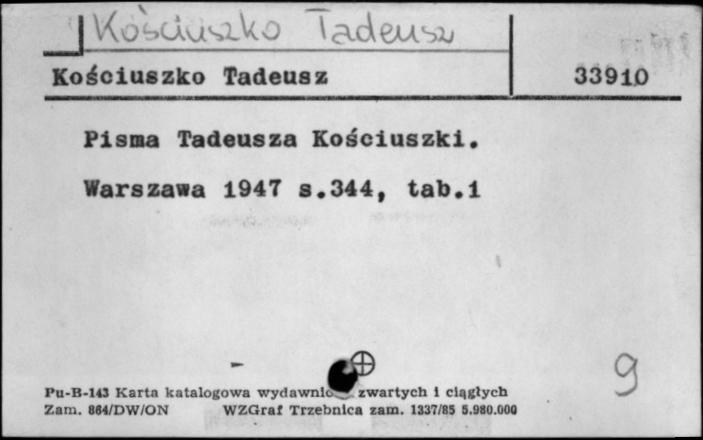 Kościuszko Tadeusz
Kościuszko Tadeusz 33910
Pisma Tadeusza Kościuszki.
Warszawa 1947 s.344, tab.1
9
Pu-B-143 Karta katalogowa wydawnic zwartych i ciągłych
Zam. 864/DW/ON WZGraf Trzebnica zam. 1337/85 5.980.000